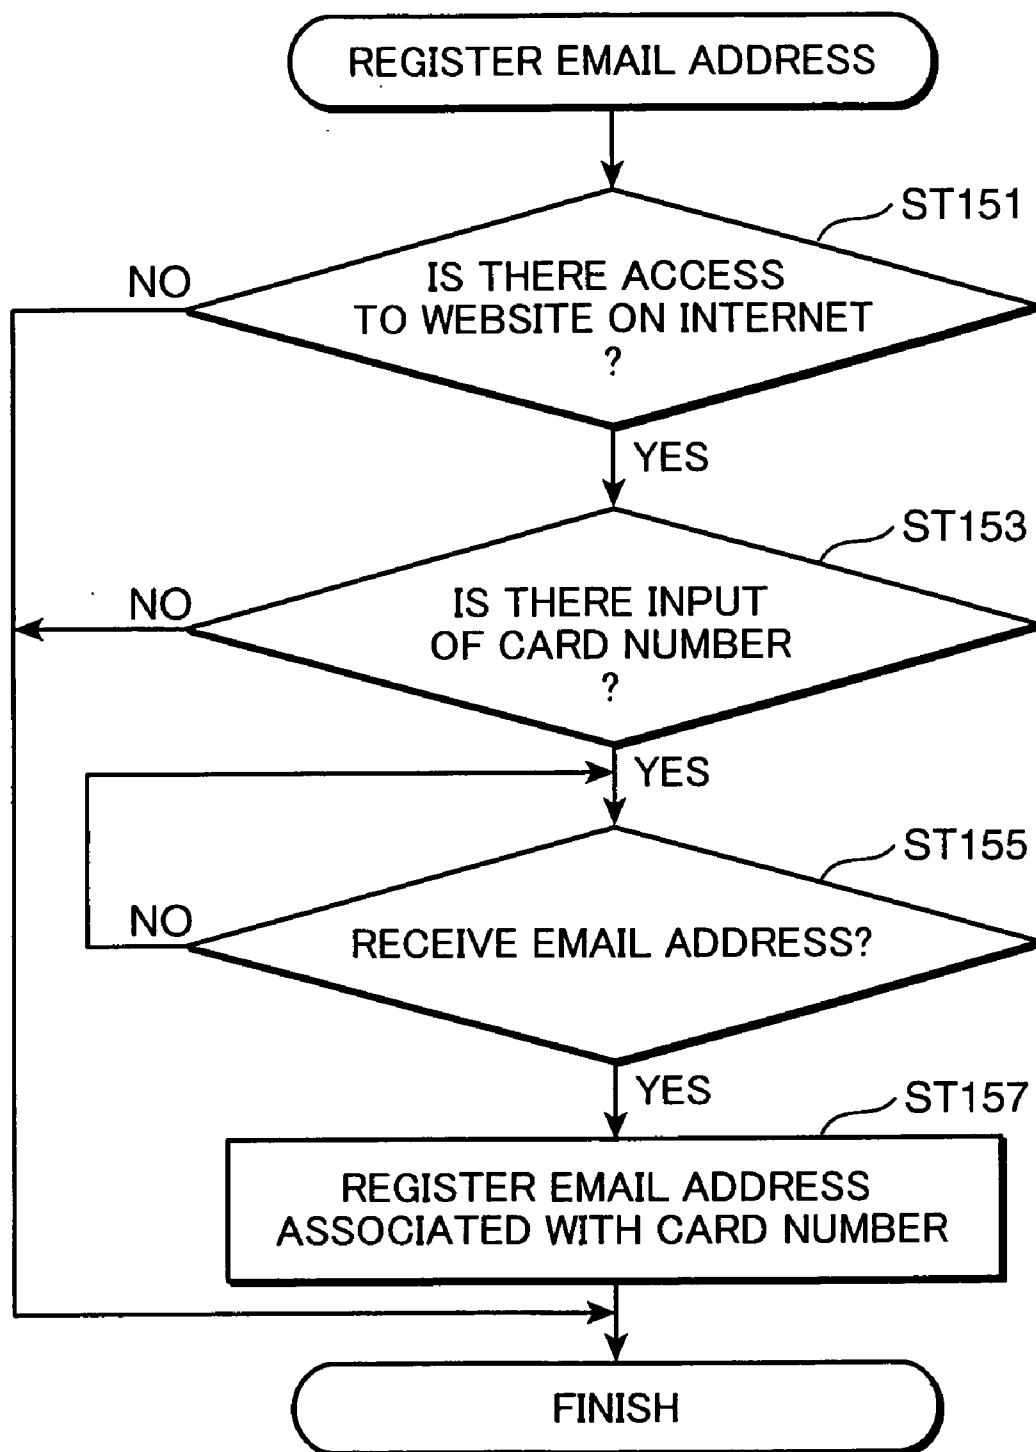 REGISTER EMAIL ADDRESS
ST151
NO
IS THERE ACCESS
TO WEBSITE ON INTERNET
?
YES
ST153
NO
IS THERE INPUT
OF CARD NUMBER
?
YES
ST155
NO
RECEIVE EMAIL ADDRESS?
YES
ST157
REGISTER EMAIL ADDRESS
ASSOCIATED WITH CARD NUMBER
FINISH